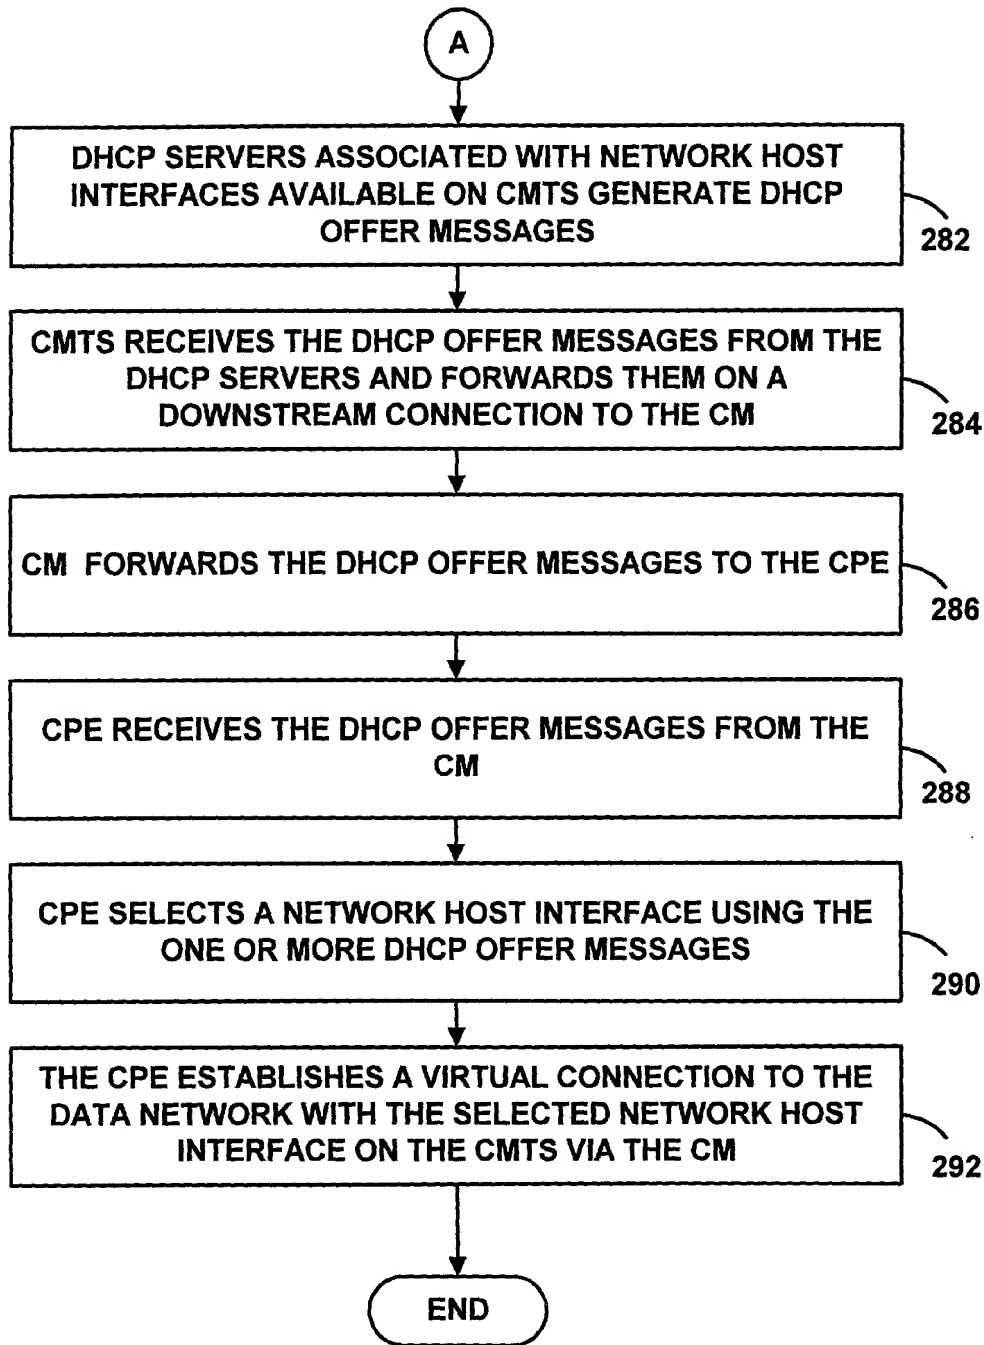 A
DHCP SERVERS ASSOCIATED WITH NETWORK HOST
INTERFACES AVAILABLE ON CMTS GENERATE DHCP
OFFER MESSAGES
282
CMTS RECEIVES THE DHCP OFFER MESSAGES FROM THE
DHCP SERVERS AND FORWARDS THEM ON A
DOWNSTREAM CONNECTION TO THE CM
284
CM FORWARDS THE DHCP OFFER MESSAGES TO THE CPE
286
CPE RECEIVES THE DHCP OFFER MESSAGES FROM THE
CM
288
CPE SELECTS A NETWORK HOST INTERFACE USING THE
ONE OR MORE DHCP OFFER MESSAGES
290
THE CPE ESTABLISHES A VIRTUAL CONNECTION TO THE
DATA NETWORK WITH THE SELECTED NETWORK HOST
INTERFACE ON THE CMTS VIA THE CM
292
END